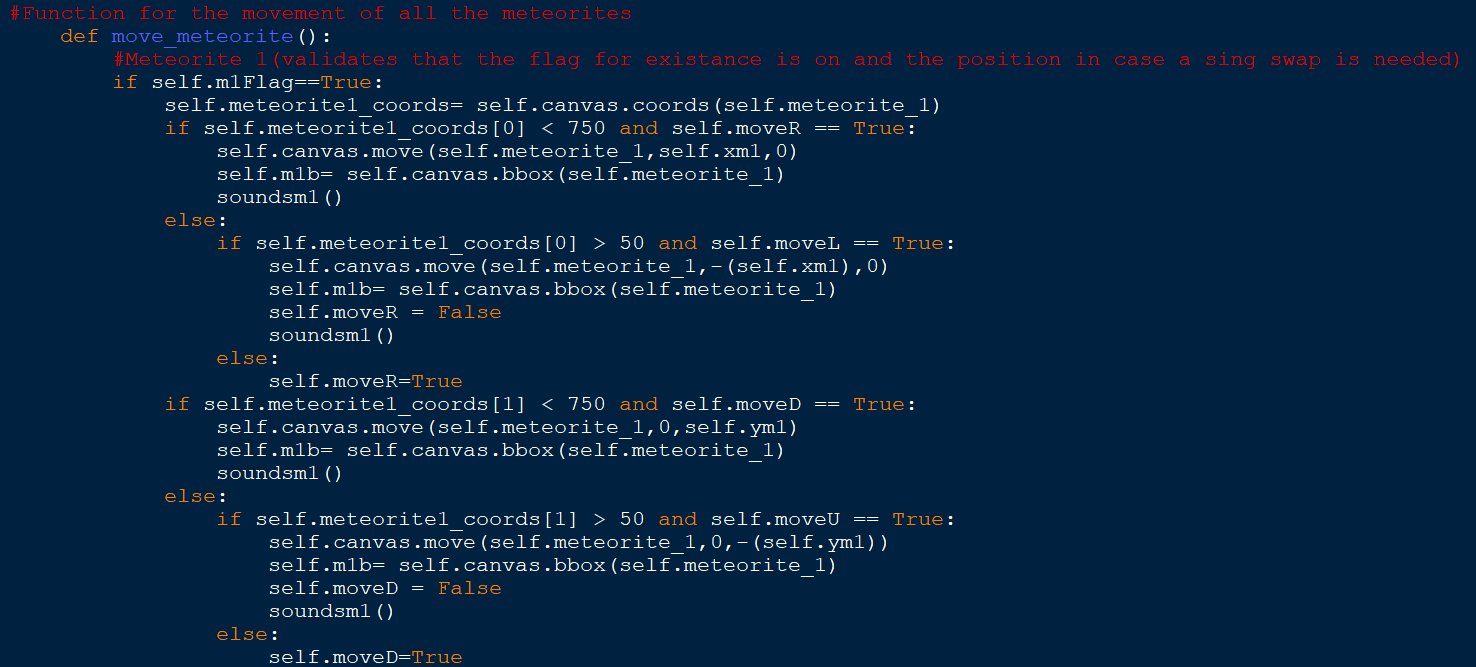 #Function for the movement of all the meteorites
    def move_meteorite():
        #Meteorite 1(validates that the flag for existance is on and the position in case a sing swap is needed)
        if self.m1Flag==True:
            self.meteorite1_coords= self.canvas.coords(self.meteorite_1)
            if self.meteorite1_coords[0] < 750 and self.moveR == True:
                self.canvas.move(self.meteorite_1,self.xm1,0)
                self.m1b= self.canvas.bbox(self.meteorite_1)
                soundsm1()
            else:
                if self.meteorite1_coords[0] > 50 and self.moveL == True:
                    self.canvas.move(self.meteorite_1,-(self.xm1),0)
                    self.m1b= self.canvas.bbox(self.meteorite_1)
                    self.moveR = False
                    soundsm1()
                else:
                    self.moveR=True
            if self.meteorite1_coords[1] < 750 and self.moveD == True:
                self.canvas.move(self.meteorite_1,0,self.ym1)
                self.m1b= self.canvas.bbox(self.meteorite_1)
                soundsm1()
            else:
                if self.meteorite1_coords[1] > 50 and self.moveU == True:
                    self.canvas.move(self.meteorite_1,0,-(self.ym1))
                    self.m1b= self.canvas.bbox(self.meteorite_1)
                    self.moveD = False
                    soundsm1()
                else:
                    self.moveD=True